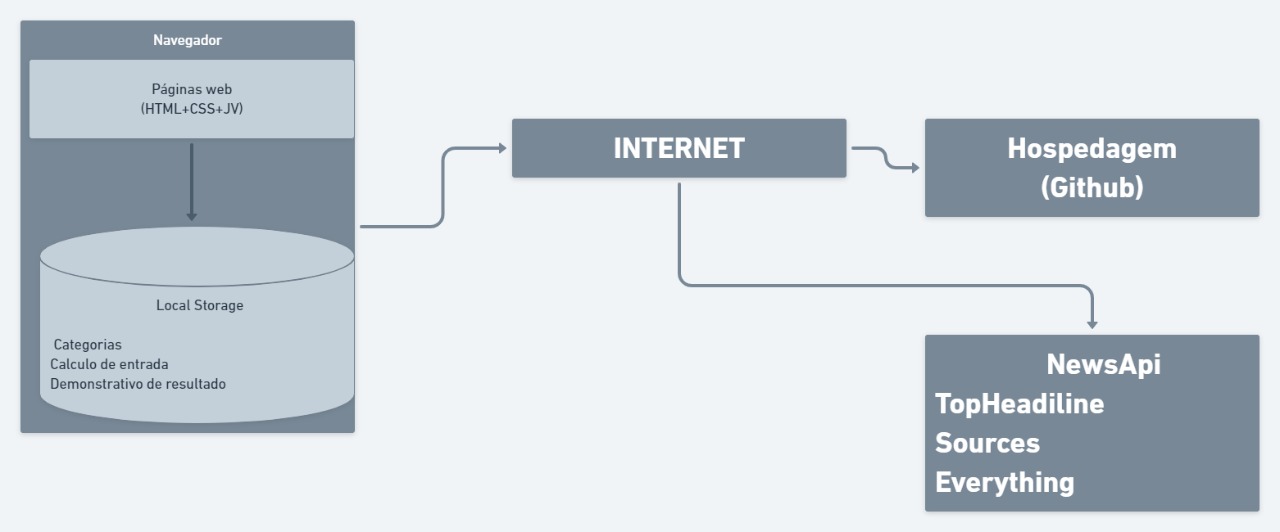 Navegador
Páginas web
(HTML+CSS+JV)
Local Storage
Categorias
Calculo de entrada
Demonstrativo de resultado
INTERNET
Hospedagem
(Github)
NewsApi
TopHeadiline
Sources
Everything